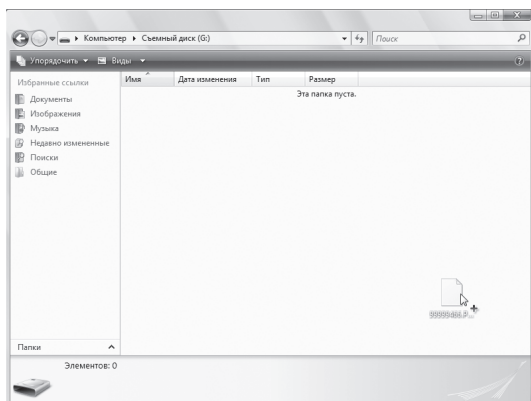 Компьютер Съемный диск (G:) Поиск
Упорядочить Виды
Избранные ссылки
Имя Дата изменения Тип Размер
Эта папка пуста.
Документы
Изображения
Музыка
Недавно измененные
Поиски
Общие
Папки
Элементов: 0